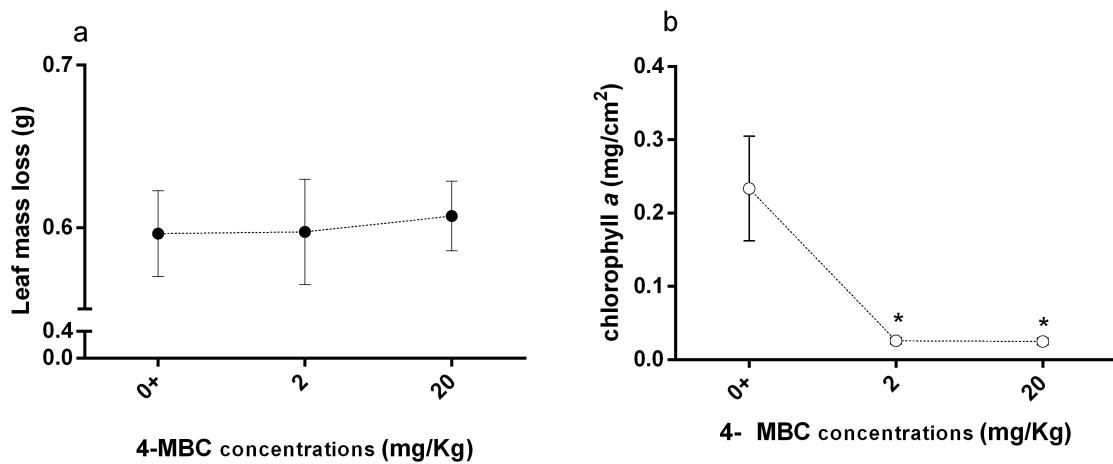 a
0.7
0.6
0.4
0.0
Leaf mass loss (g)
0+
2
20
4-MBC concentrations (mg/Kg)
b
0.4
0.3
0.2
0.1
0.0
chlorophyll a (mg/cm²)
*
*
0+
2
20
4- MBC concentrations (mg/Kg)